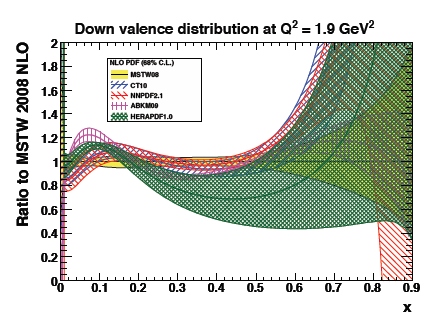 Down valence distribution at Q² = 1.9 GeV²
Ratio to MSTW 2008 NLO
2
1.8
1.6
1.4
1.2
1
0.8
0.6
0.4
0.2
0
NLO PDF (68% C.L.)
MSTW08
CT10
NNPDF2.1
ABKM09
HERAPDF1.0
0 0.1 0.2 0.3 0.4 0.5 0.6 0.7 0.8 0.9
x